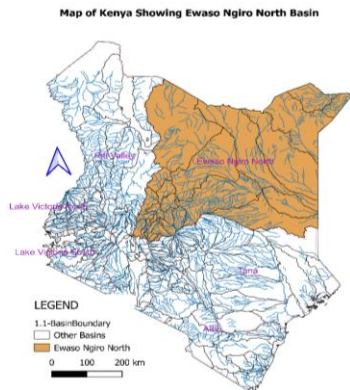 Map of Kenya Showing Ewaso Ngiro North Basin
Rift Valley
Ewaso Ngiro North
Lake Victoria North
Lake Victoria South
Tana
Athi
LEGEND
1.1-BasinBoundary
Other Basins
Ewaso Ngiro North
0 100 200 km